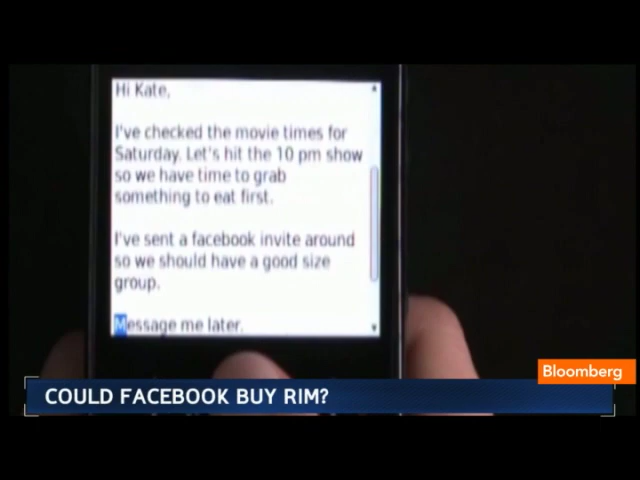 Hi Kate,
I've checked the movie times for
Saturday. Let's hit the 10 pm show
so we have time to grab
something to eat first.
I've sent a facebook invite around
so we should have a good size
group.
Message me later.
Bloomberg
COULD FACEBOOK BUY RIM?